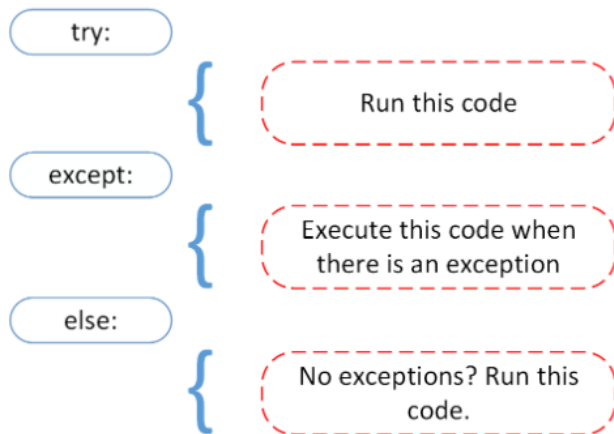 try:
{
Run this code
except:
{
Execute this code when
there is an exception
else:
{
No exceptions? Run this
code.